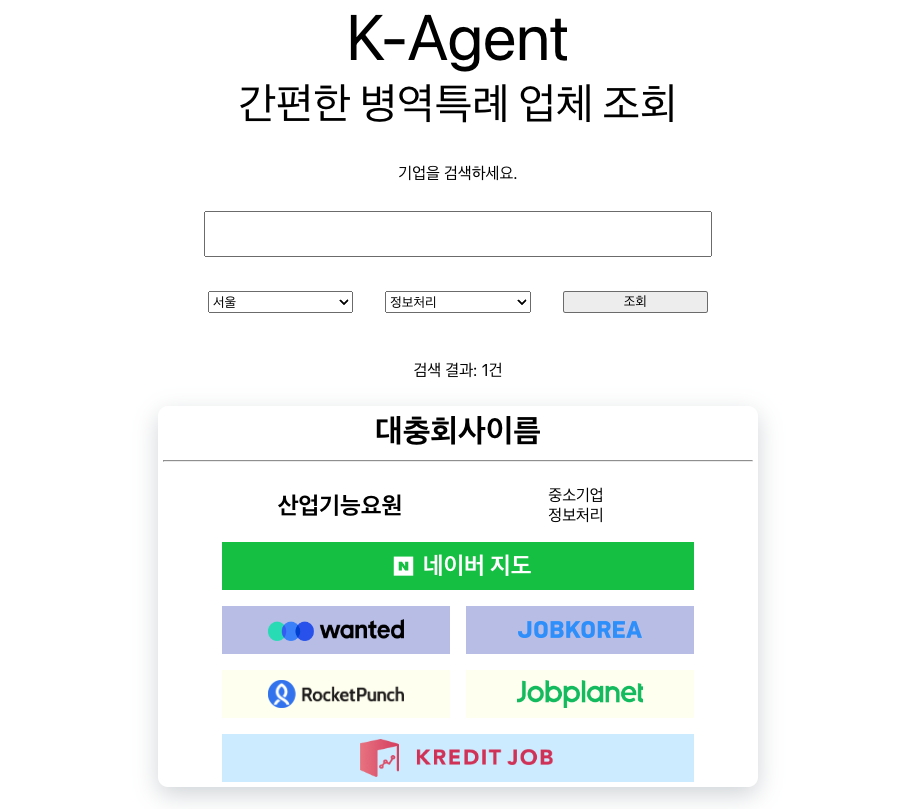 K-Agent
간편한 병역특례 업체 조회
기업을 검색하세요.
서울
정보처리
조회
검색 결과: 1건
대충회사이름
산업기능요원
중소기업
정보처리
N 네이버 지도
wanted
JOBKOREA
RocketPunch
Jobplanet
KREDIT JOB